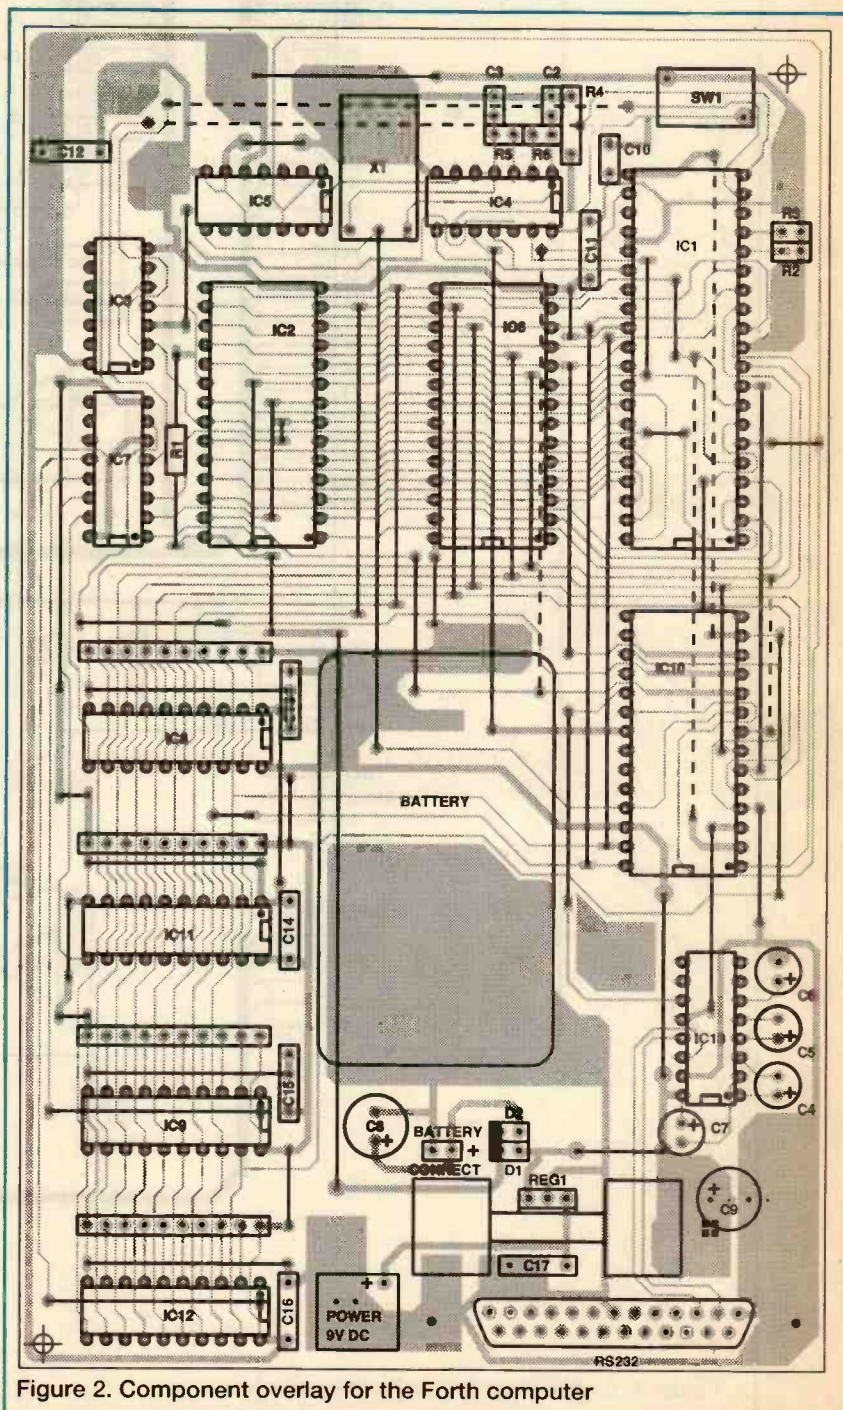 C3
C2
R4
SW1
C12
X1
R5
R6
C10
IC5
IC4
C11
IC1
R3
R2
IC3
IC2
IC6
IC7
R1
IC10
IC8
BATTERY
IC11
C14
C6
IC13
C5
C15
C4
IC9
C8
BATTERY
+
CONNECT
D2
D1
C7
REG1
C9
C17
C16
IC12
POWER
9V DC
RS232
Figure 2. Component overlay for the Forth computer